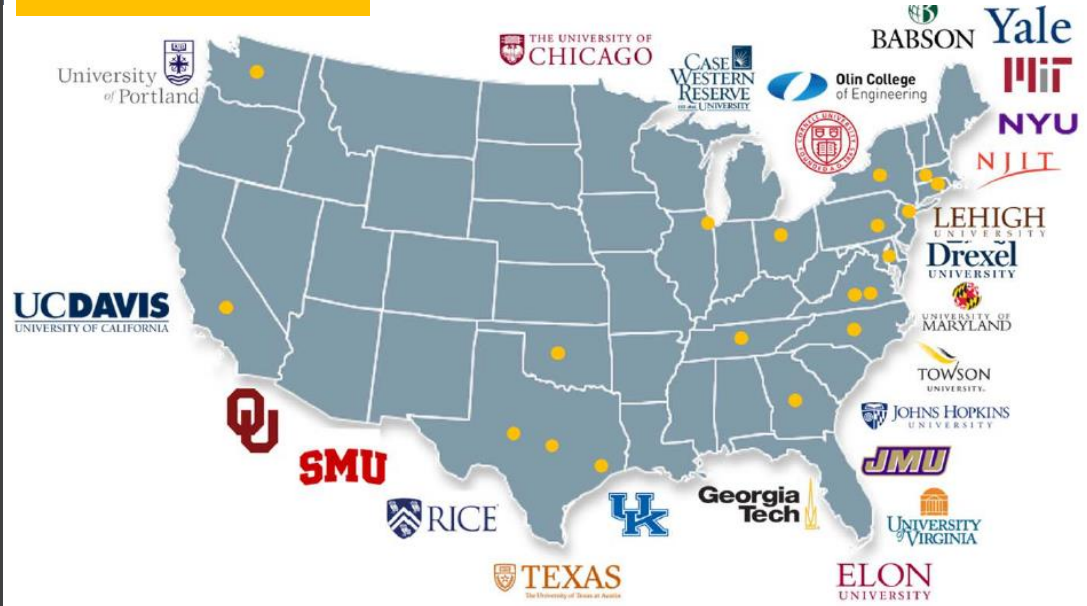 University
of Portland
THE UNIVERSITY OF
CHICAGO
CASE
WESTERN
RESERVE
UNIVERSITY
Olin College
of Engineering
BABSON
Yale
MIT
NYU
NJIT
LEHIGH
UNIVERSITY
Drexel
UNIVERSITY
UNIVERSITY OF
MARYLAND
TOWSON
UNIVERSITY.
JOHNS HOPKINS
UNIVERSITY
JMU
UNIVERSITY
of VIRGINIA
ELON
UNIVERSITY
Georgia
Tech
UK
TEXAS
The University of Texas at Austin
RICE
SMU
OU
UCDAVIS
UNIVERSITY OF CALIFORNIA